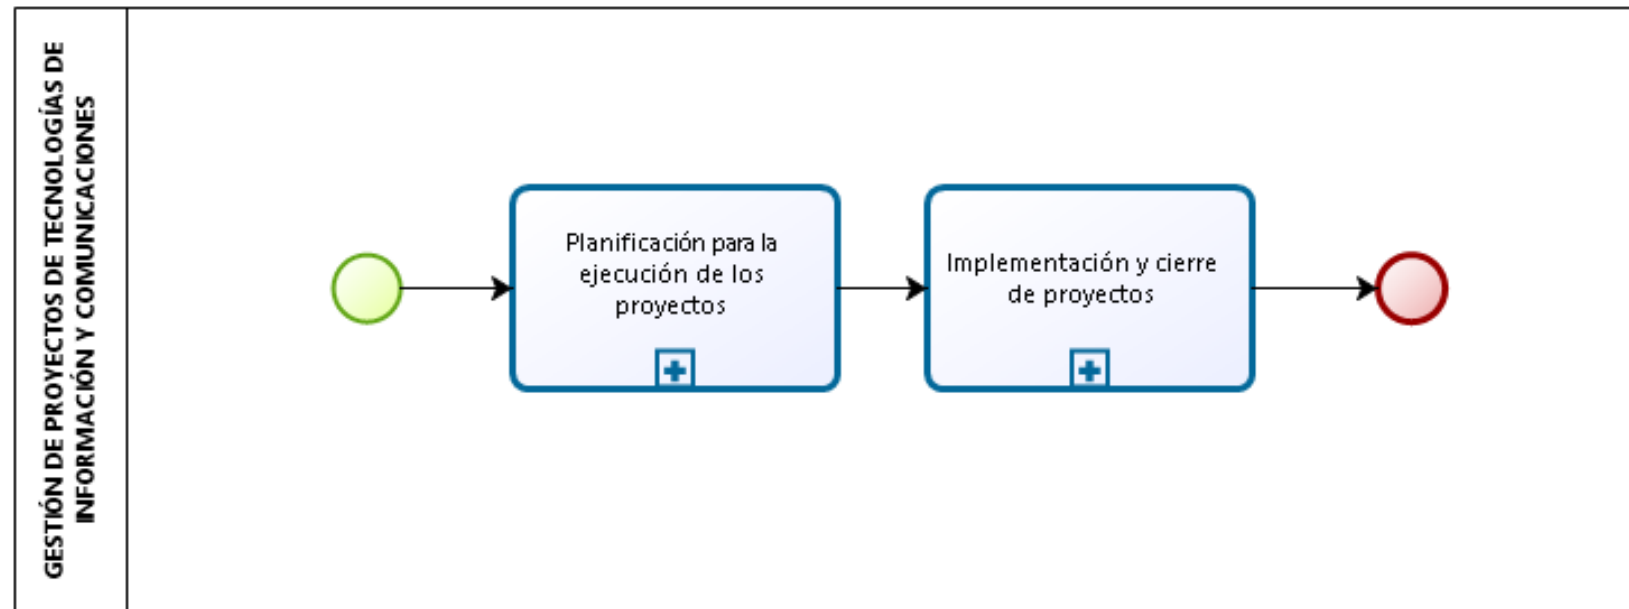 GESTIÓN DE PROYECTOS DE TECNOLOGÍAS DE
INFORMACIÓN Y COMUNICACIONES
Planificación para la
ejecución de los
proyectos
Implementación y cierre
de proyectos